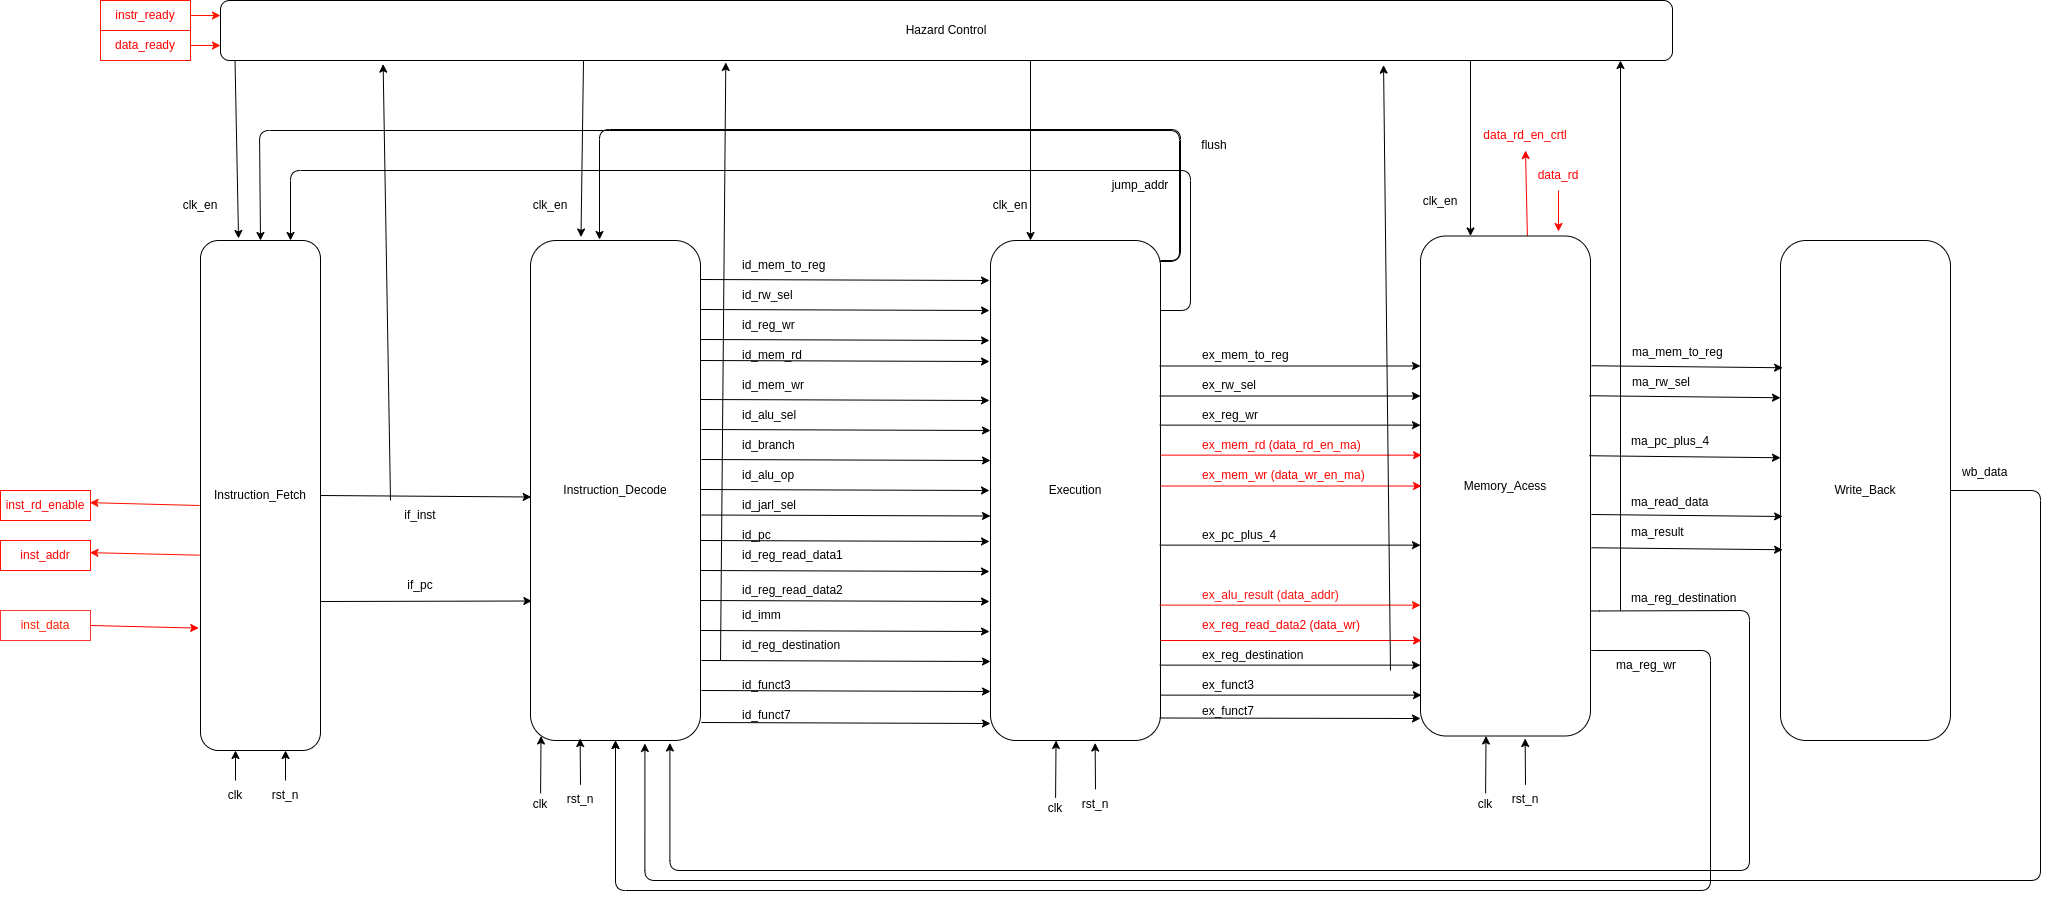 instr_ready
Hazard Control
data_ready
data_rd_en_crtl
flush
data_rd
jump_addr
clk_en
clk_en
clk_en
clk_en
id_mem_to_reg
id_rw_sel
id_reg_wr
id_mem_rd
id_mem_wr
id_alu_sel
id_branch
id_alu_op
id_jarl_sel
id_pc
id_reg_read_data1
id_reg_read_data2
id_imm
id_reg_destination
id_funct3
id_funct7
ex_mem_to_reg
ex_rw_sel
ex_reg_wr
ex_mem_rd (data_rd_en_ma)
ex_mem_wr (data_wr_en_ma)
ex_pc_plus_4
ex_alu_result (data_addr)
ex_reg_read_data2 (data_wr)
ex_reg_destination
ex_funct3
ex_funct7
ma_mem_to_reg
ma_rw_sel
ma_pc_plus_4
ma_read_data
ma_result
ma_reg_destination
ma_reg_wr
wb_data
inst_rd_enable
inst_addr
inst_data
Instruction_Fetch
if_inst
if_pc
Instruction_Decode
Execution
Memory_Acess
Write_Back
clk
rst_n
clk
rst_n
clk
rst_n
clk
rst_n